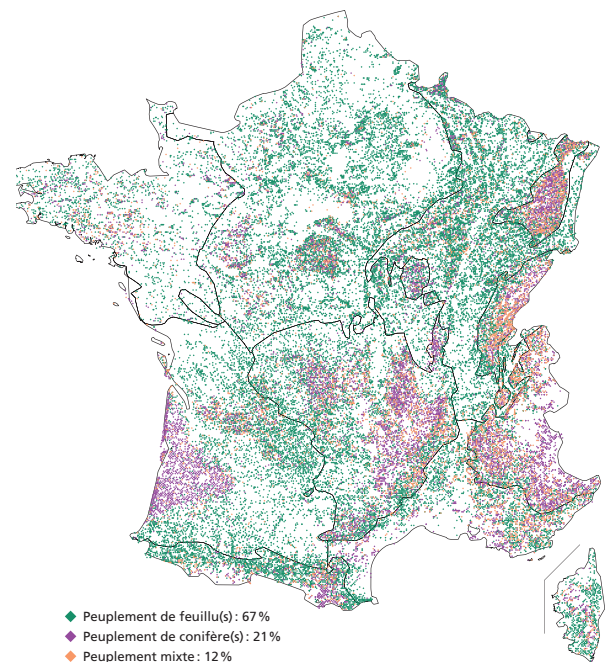 Peuplement de feuillu(s) : 67 %
Peuplement de conifère(s) : 21 %
Peuplement mixte : 12 %